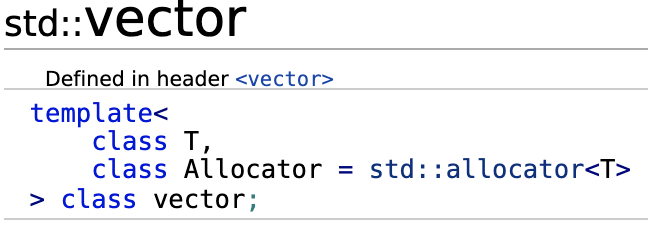 std::vector
Defined in header <vector>
template<
    class T,
    class Allocator = std::allocator<T>
> class vector;